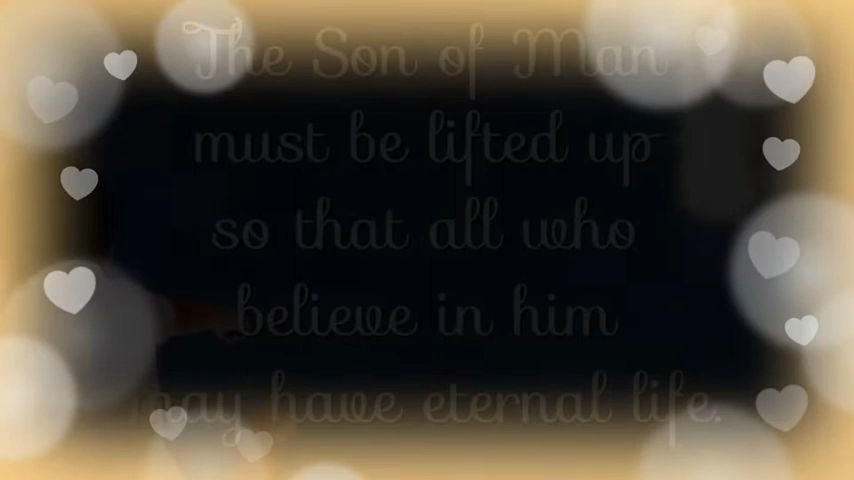 The Son of Man
must be lifted up
so that all who
believe in him
may have eternal life.